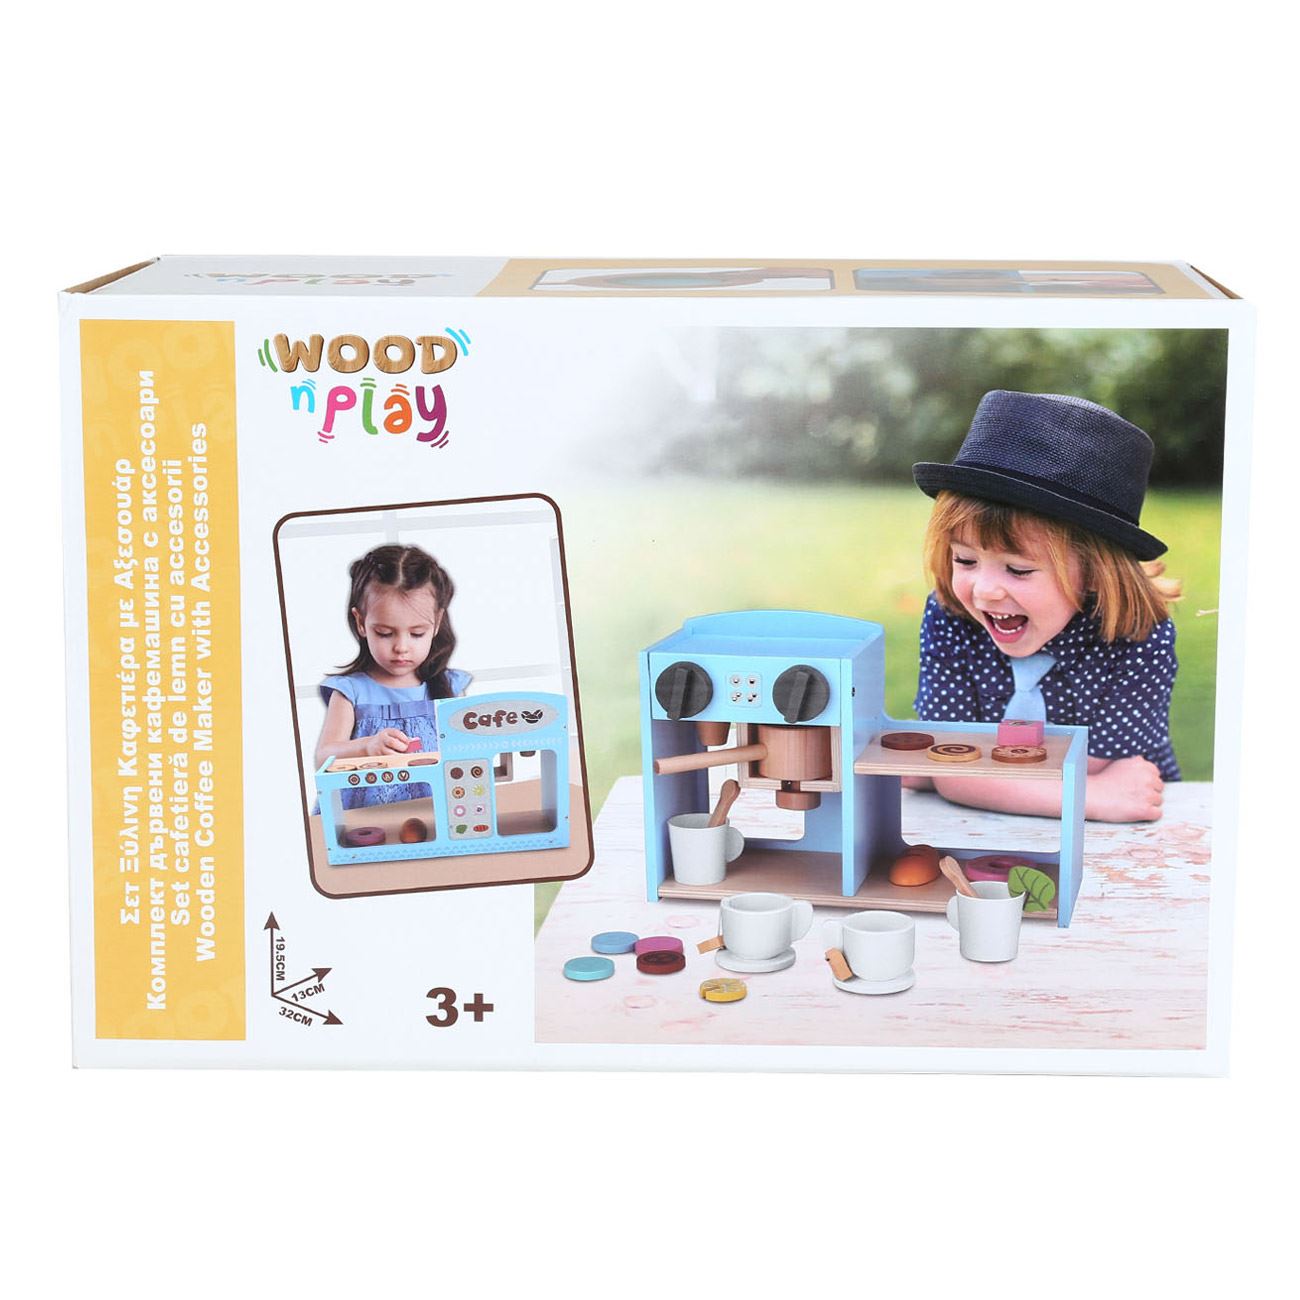 WOOD
n play
WOOD
n play
Σετ Ξύλινη Καφετιέρα με Αξεσουάρ
Комплект дървени кафемашина с аксесоари
Set cafetieră de lemn cu accesorii
Wooden Coffee Maker with Accessories
Cafe
19.5CM
13CM
32CM
3+